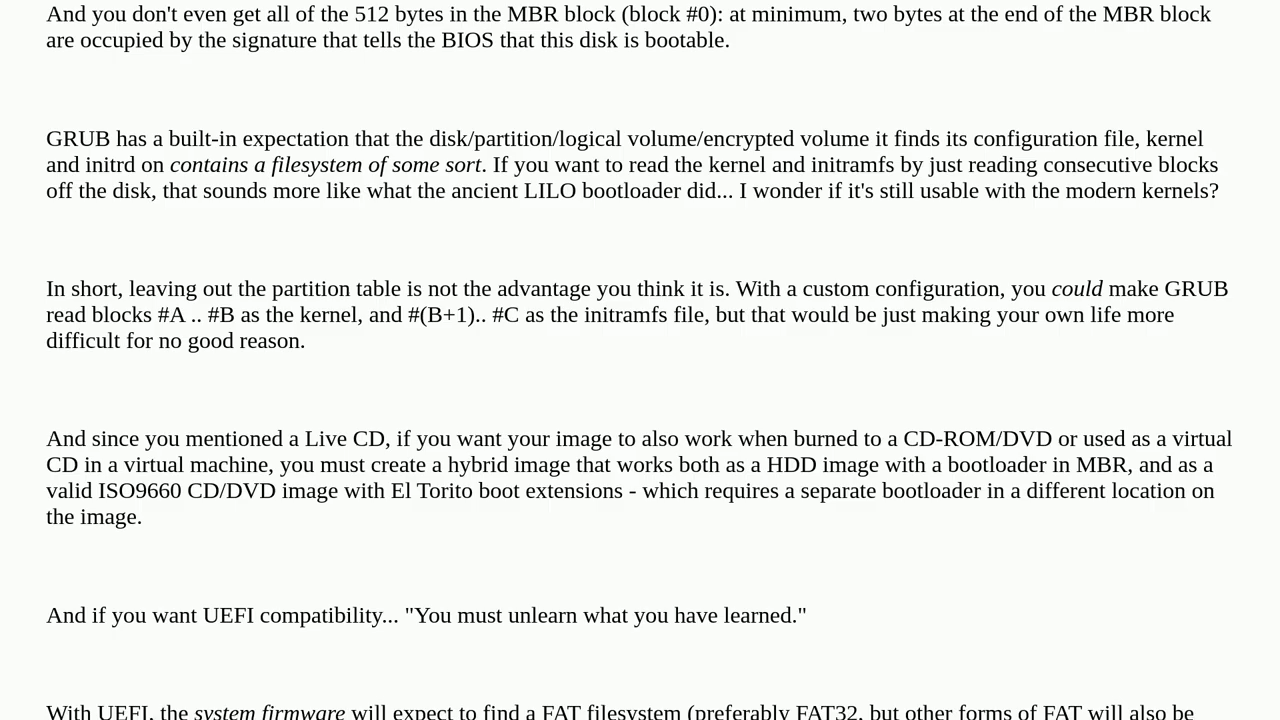 And you don't even get all of the 512 bytes in the MBR block (block #0): at minimum, two bytes at the end of the MBR block
are occupied by the signature that tells the BIOS that this disk is bootable.
GRUB has a built-in expectation that the disk/partition/logical volume/encrypted volume it finds its configuration file, kernel
and initrd on contains a filesystem of some sort. If you want to read the kernel and initramfs by just reading consecutive blocks
off the disk, that sounds more like what the ancient LILO bootloader did... I wonder if it's still usable with the modern kernels?
In short, leaving out the partition table is not the advantage you think it is. With a custom configuration, you could make GRUB
read blocks #A .. #B as the kernel, and #(B+1).. #C as the initramfs file, but that would be just making your own life more
difficult for no good reason.
And since you mentioned a Live CD, if you want your image to also work when burned to a CD-ROM/DVD or used as a virtual
CD in a virtual machine, you must create a hybrid image that works both as a HDD image with a bootloader in MBR, and as a
valid ISO9660 CD/DVD image with El Torito boot extensions - which requires a separate bootloader in a different location on
the image.
And if you want UEFI compatibility... "You must unlearn what you have learned."
With UEFI, the system firmware will expect to find a FAT filesystem (preferably FAT32, but other forms of FAT will also be